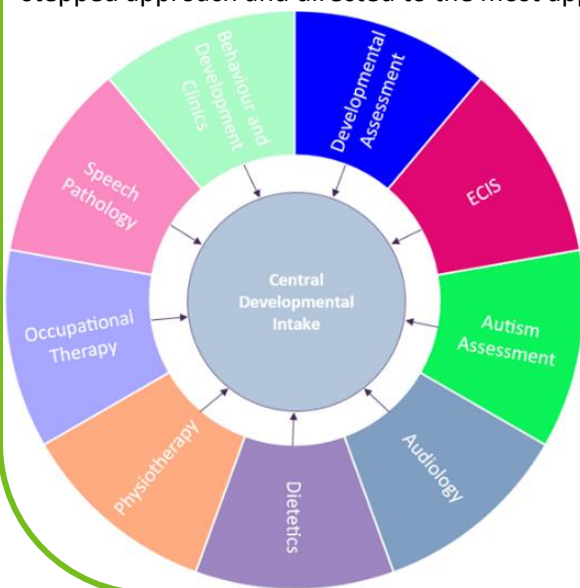 stepped approach and directed to the most app
Behaviour and
Development
Clinics
Developmental
Assessment
ECIS
Autism
Assessment
Audiology
Dietetics
Physiotherapy
Occupational
Therapy
Speech
Pathology
Central
Developmental
Intake